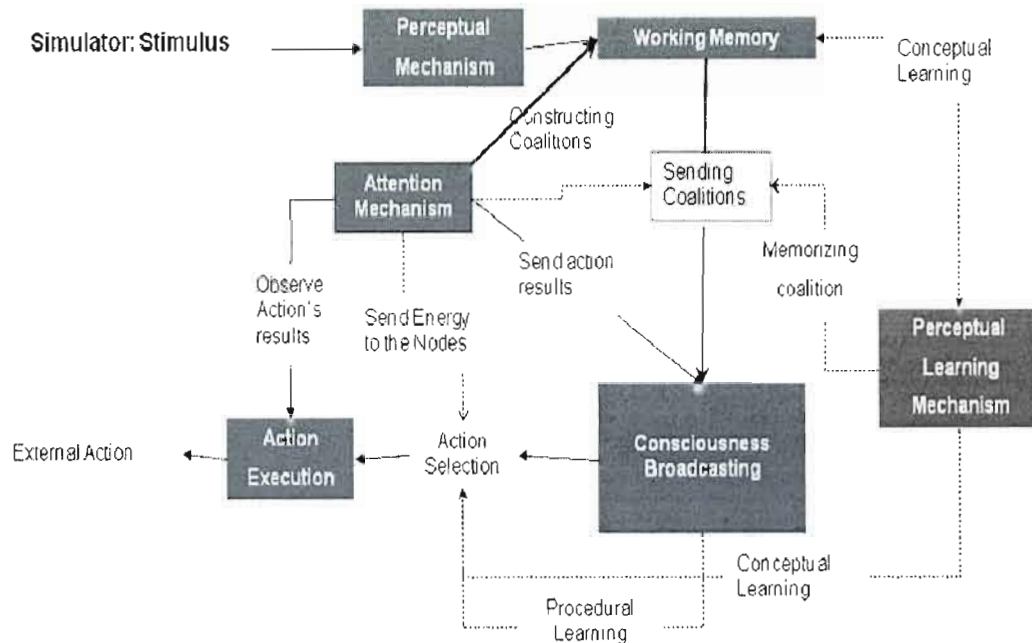 Simulator: Stimulus
Perceptual
Mechanism
Working Memory
Conceptual
Learning
Constructing
Coalitions
Attention
Mechanism
Sending
Coalitions
Memorizing
coalition
Observe
Action's
results
Send Energy
to the Nodes
Send action
results
Perceptual
Learning
Mechanism
External Action
Action
Execution
Action
Selection
Consciousness
Broadcasting
Conceptual
Learning
Procedural
Learning